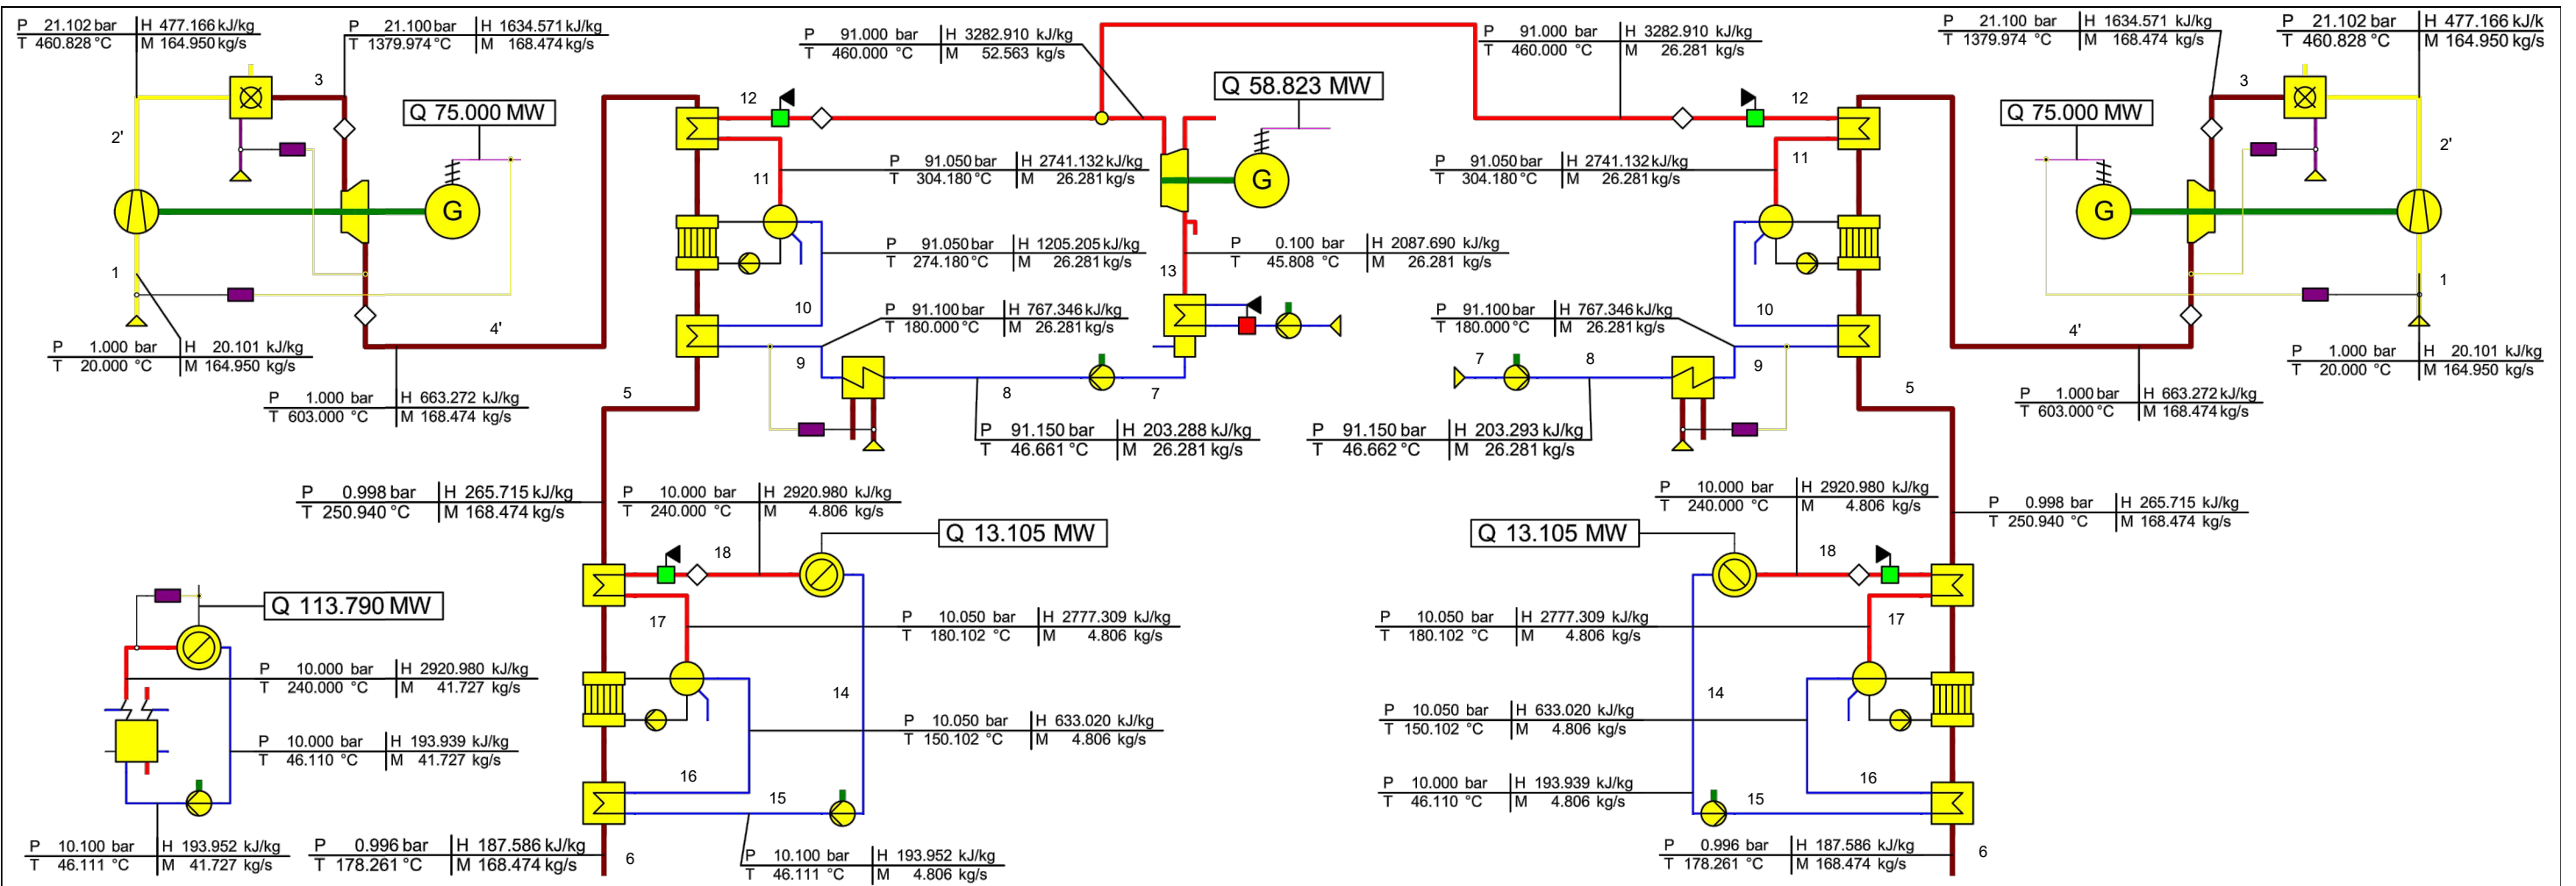 P 21.102 bar H 477.166 kJ/kg
T 460.828 °C M 164.950 kg/s
P 21.100 bar H 1634.571 kJ/kg
T 1379.974 °C M 168.474 kg/s
P 91.000 bar H 3282.910 kJ/kg
T 460.000 °C M 52.563 kg/s
P 91.000 bar H 3282.910 kJ/kg
T 460.000 °C M 26.281 kg/s
P 21.100 bar H 1634.571 kJ/kg
T 1379.974 °C M 168.474 kg/s
P 21.102 bar H 477.166 kJ/k
T 460.828 °C M 164.950 kg/s
3
Q 75.000 MW
12
Q 58.823 MW
12
Q 75.000 MW
3
2'
2'
P 91.050 bar H 2741.132 kJ/kg
T 304.180 °C M 26.281 kg/s
P 91.050 bar H 2741.132 kJ/kg
T 304.180 °C M 26.281 kg/s
11
11
G
G
G
P 91.050 bar H 1205.205 kJ/kg
T 274.180 °C M 26.281 kg/s
P 0.100 bar H 2087.690 kJ/kg
T 45.808 °C M 26.281 kg/s
1
13
1
10
10
P 91.100 bar H 767.346 kJ/kg
T 180.000 °C M 26.281 kg/s
P 91.100 bar H 767.346 kJ/kg
T 180.000 °C M 26.281 kg/s
4'
4'
P 1.000 bar H 20.101 kJ/kg
T 20.000 °C M 164.950 kg/s
P 1.000 bar H 20.101 kJ/kg
T 20.000 °C M 164.950 kg/s
9
7
8
9
5
8
7
5
P 1.000 bar H 663.272 kJ/kg
T 603.000 °C M 168.474 kg/s
P 1.000 bar H 663.272 kJ/kg
T 603.000 °C M 168.474 kg/s
P 91.150 bar H 203.288 kJ/kg
T 46.661 °C M 26.281 kg/s
P 91.150 bar H 203.293 kJ/kg
T 46.662 °C M 26.281 kg/s
P 0.998 bar H 265.715 kJ/kg
T 250.940 °C M 168.474 kg/s
P 10.000 bar H 2920.980 kJ/kg
T 240.000 °C M 4.806 kg/s
P 10.000 bar H 2920.980 kJ/kg
T 240.000 °C M 4.806 kg/s
P 0.998 bar H 265.715 kJ/kg
T 250.940 °C M 168.474 kg/s
Q 13.105 MW
Q 13.105 MW
18
18
Q 113.790 MW
17
P 10.050 bar H 2777.309 kJ/kg
T 180.102 °C M 4.806 kg/s
P 10.050 bar H 2777.309 kJ/kg
T 180.102 °C M 4.806 kg/s
17
P 10.000 bar H 2920.980 kJ/kg
T 240.000 °C M 41.727 kg/s
14
14
P 10.050 bar H 633.020 kJ/kg
T 150.102 °C M 4.806 kg/s
P 10.050 bar H 633.020 kJ/kg
T 150.102 °C M 4.806 kg/s
P 10.000 bar H 193.939 kJ/kg
T 46.110 °C M 41.727 kg/s
16
16
P 10.000 bar H 193.939 kJ/kg
T 46.110 °C M 4.806 kg/s
15
15
P 10.100 bar H 193.952 kJ/kg
T 46.111 °C M 41.727 kg/s
P 0.996 bar H 187.586 kJ/kg
T 178.261 °C M 168.474 kg/s
6
P 10.100 bar H 193.952 kJ/kg
T 46.111 °C M 4.806 kg/s
P 0.996 bar H 187.586 kJ/kg
T 178.261 °C M 168.474 kg/s
6